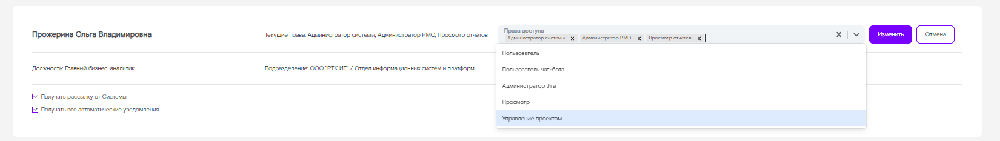 Прожерина Ольга Владимировна
Текущие права: Администратор системы, Администратор РМО, Просмотр отчетов
Права доступа
Администратор системы
Администратор РМО
Просмотр отчетов
Изменить
Отмена
Должность: Главный бизнес-аналитик
Подразделение: ООО "РТК ИТ" / Отдел информационных систем и платформ
Получать рассылку от Системы
Получать все автоматические уведомления
Пользователь
Пользователь чат-бота
Администратор Jira
Просмотр
Управление проектом